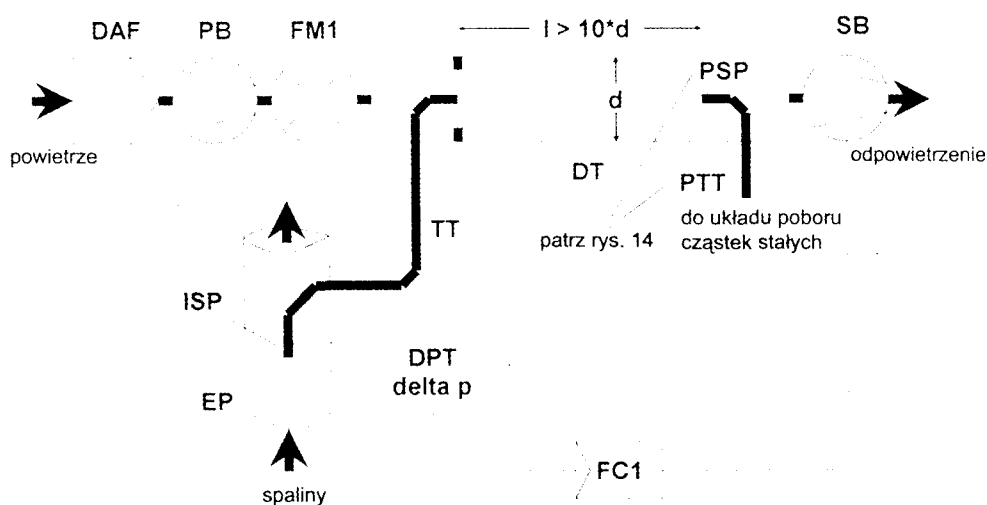 DAF
PB
FM1
l > 10*d
SB
PSP
d
powietrze
odpowietrzenie
DT
PTT
TT
patrz rys. 14
do układu poboru
cząstek stałych
ISP
DPT
delta p
EP
FC1
spaliny